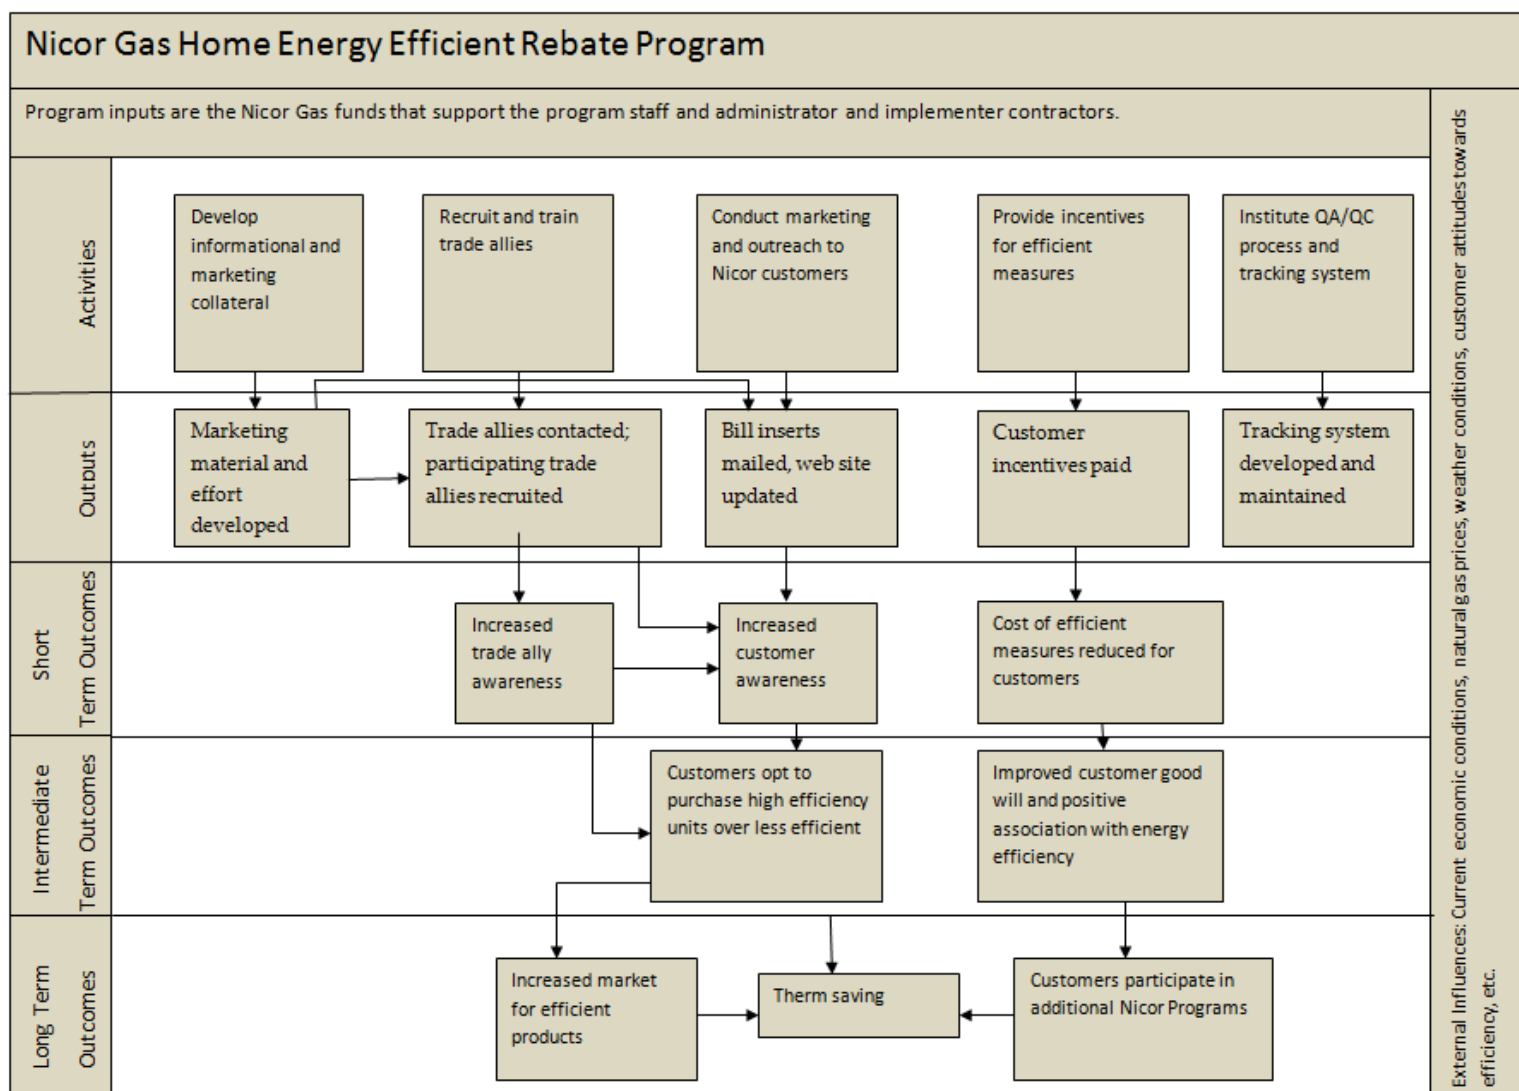 Nicor Gas Home Energy Efficient Rebate Program
Program inputs are the Nicor Gas funds that support the program staff and administrator and implementer contractors.
Activities
Develop
informational and
marketing
collateral
Recruit and train
trade allies
Conduct marketing
and outreach to
Nicor customers
Provide incentives
for efficient
measures
Institute QA/QC
process and
tracking system
Outputs
Marketing
material and
effort
developed
Trade allies contacted;
participating trade
allies recruited
Bill inserts
mailed, web site
updated
Customer
incentives paid
Tracking system
developed and
maintained
Short
Term Outcomes
Increased
trade ally
awareness
Increased
customer
awareness
Cost of efficient
measures reduced for
customers
Intermediate
Term Outcomes
Customers opt to
purchase high efficiency
units over less efficient
Improved customer good
will and positive
association with energy
efficiency
Long Term
Outcomes
Increased market
for efficient
products
Therm saving
Customers participate in
additional Nicor Programs
External Influences: Current economic conditions, natural gas prices, weather conditions, customer attitudes towards
efficiency, etc.